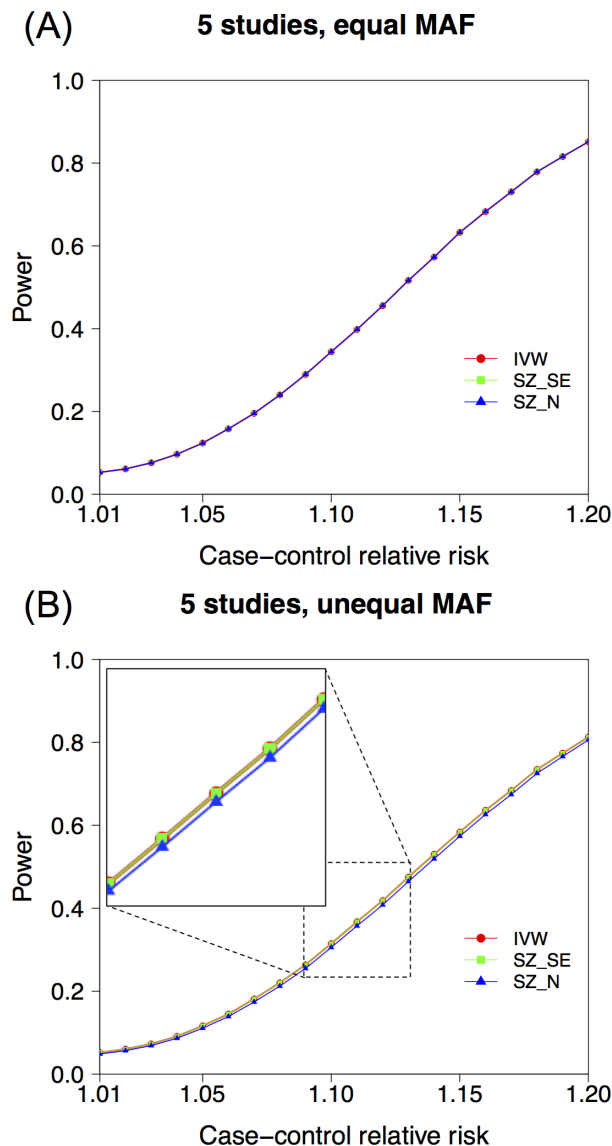 (A) 5 studies, equal MAF
1.0
0.8
0.6
0.4
0.2
0.0
Power
IVW
SZ_SE
SZ_N
1.01 1.05 1.10 1.15 1.20
Case−control relative risk
(B) 5 studies, unequal MAF
1.0
0.8
0.6
0.4
0.2
0.0
Power
IVW
SZ_SE
SZ_N
1.01 1.05 1.10 1.15 1.20
Case−control relative risk